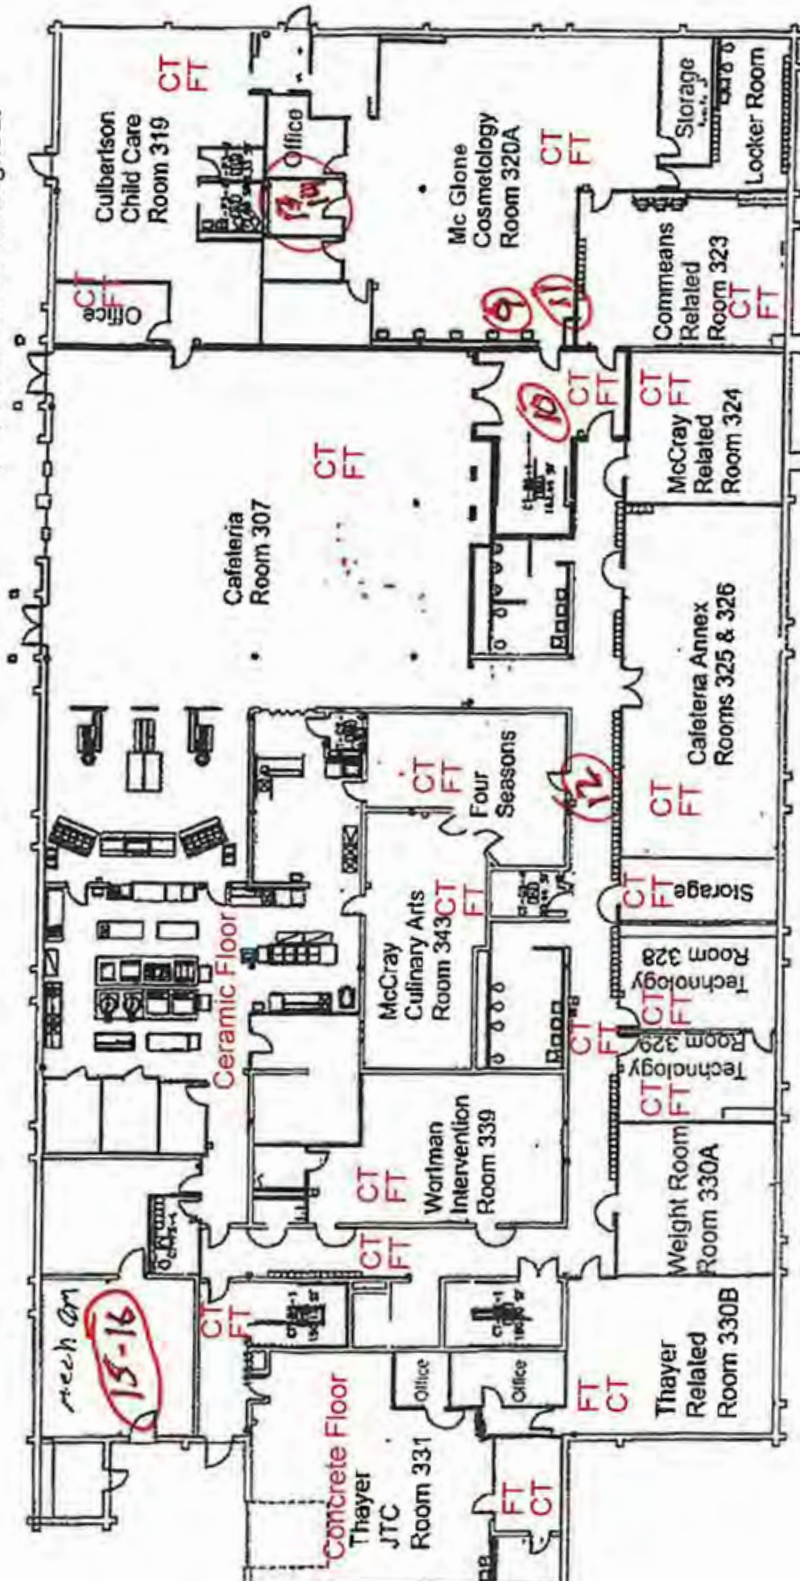 Office
CT
FT
Culbertson
Child Care
Room 319
Office
CT
FT
Office
13-14
Mc Glone
Cosmetology
Room 320A
CT
FT
Storage
Locker Room
9
11
Commeans
Related
Room 323
CT
FT
10
CT
FT
CT
FT
McCray
Related
Room 324
Cafeteria
Room 307
CT
FT
Cafeteria Annex
Rooms 325 & 326
CT
FT
Four
Seasons
CT
FT
12
McCray
Culinary Arts
Room 343
CT
FT
Storage
CT
FT
Ceramic Floor
Technology
Room 328
CT
FT
CT
FT
Technology
Room 329
CT
FT
Wortman
Intervention
Room 339
CT
FT
Weight Room
Room 330A
CT
FT
CT
FT
mech rm
15-16
Office
Office
Thayer
Related
Room 330B
FT
CT
Concrete Floor
Thayer
JTC
Room 331
FT
CT